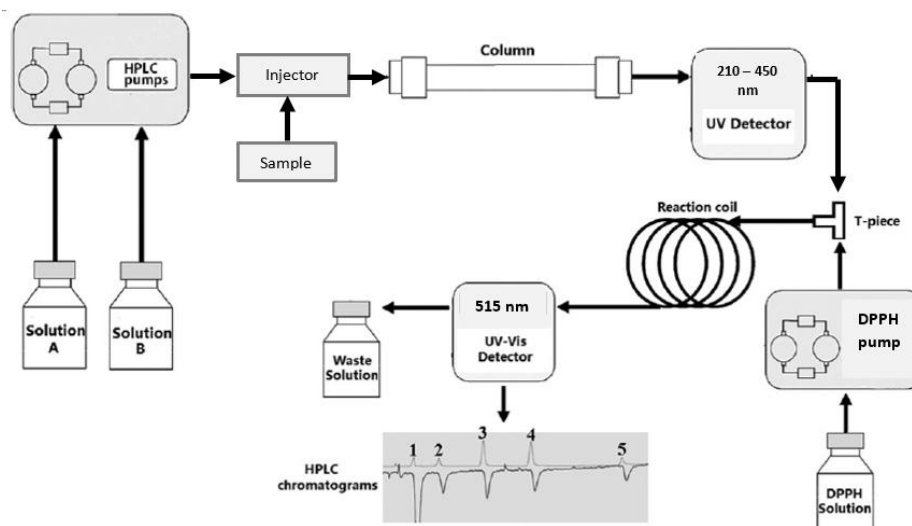 HPLC
pumps
Injector
Sample
Column
210 – 450
nm
UV Detector
T-piece
Reaction coil
Solution
A
Solution
B
Waste
Solution
515 nm
UV-Vis
Detector
DPPH
pump
DPPH
Solution
HPLC
chromatograms
1 2 3 4 5